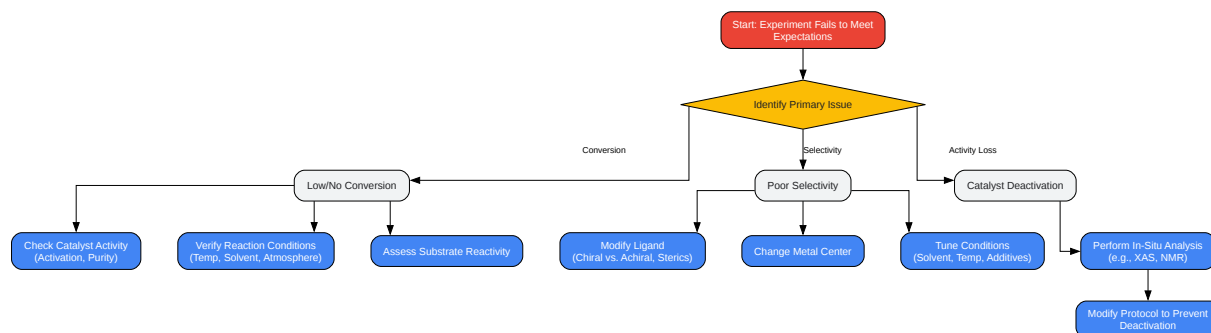 Start: Experiment Fails to Meet
Expectations
Identify Primary Issue
Conversion
Selectivity
Activity Loss
Low/No Conversion
Poor Selectivity
Catalyst Deactivation
Check Catalyst Activity
(Activation, Purity)
Verify Reaction Conditions
(Temp, Solvent, Atmosphere)
Assess Substrate Reactivity
Modify Ligand
(Chiral vs. Achiral, Sterics)
Change Metal Center
Tune Conditions
(Solvent, Temp, Additives)
Perform In-Situ Analysis
(e.g., XAS, NMR)
Modify Protocol to Prevent
Deactivation